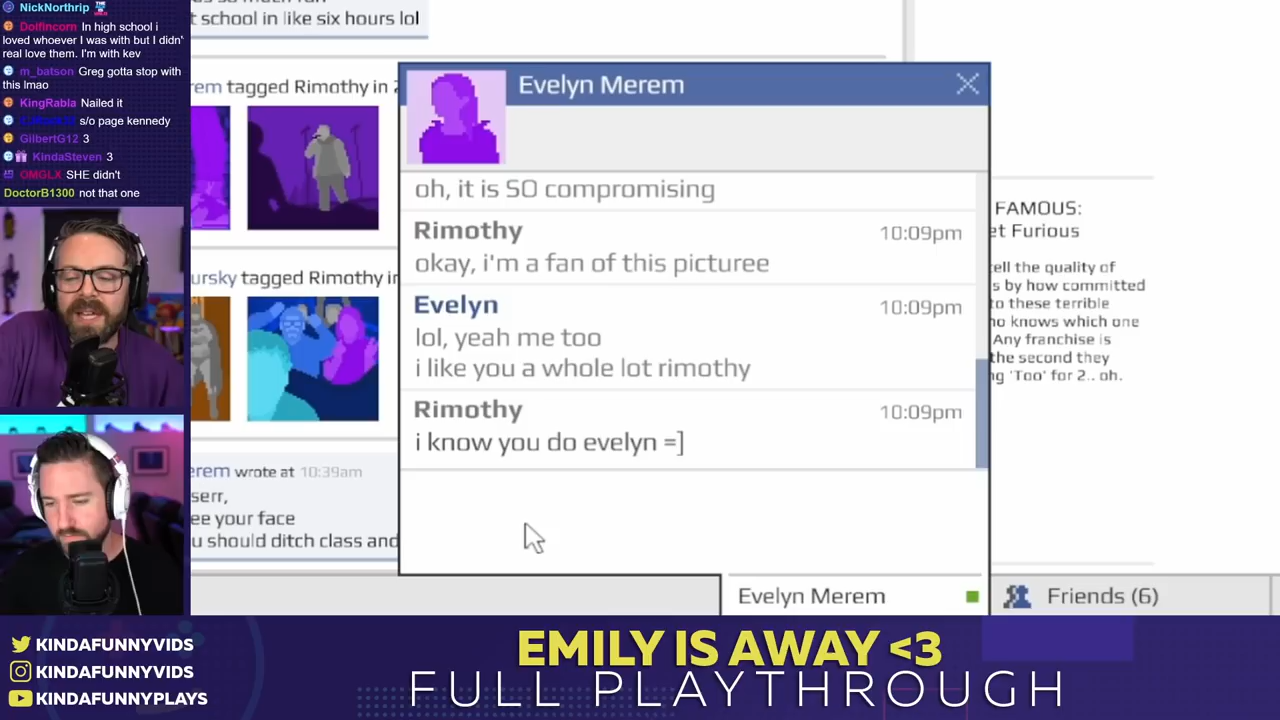 NickNorthrip
Dolfincorn In high school i
loved whoever I was with but I didn'
real love them. I'm with kev
m_batson Greg gotta stop with
this lmao
KingRabla Nailed it
s/o page kennedy
GilbertG12 3
KindaSteven 3
OMGLX SHE didn't
DoctorB1300 not that one
t school in like six hours lol
rem tagged Rimothy in 2
ursky tagged Rimothy in
erem wrote at 10:39am
serr,
ee your face
u should ditch class and
Evelyn Merem
oh, it is SO compromising
Rimothy 10:09pm
okay, i'm a fan of this picturee
Evelyn 10:09pm
lol, yeah me too
i like you a whole lot rimothy
Rimothy 10:09pm
i know you do evelyn =]
Evelyn Merem
FAMOUS:
et Furious
ell the quality of
s by how committed
to these terrible
no knows which one
Any franchise is
the second they
ng 'Too' for 2.. oh.
Friends (6)
KINDAFUNNYVIDS
KINDAFUNNYVIDS
KINDAFUNNYPLAYS
EMILY IS AWAY <3
FULL PLAYTHROUGH